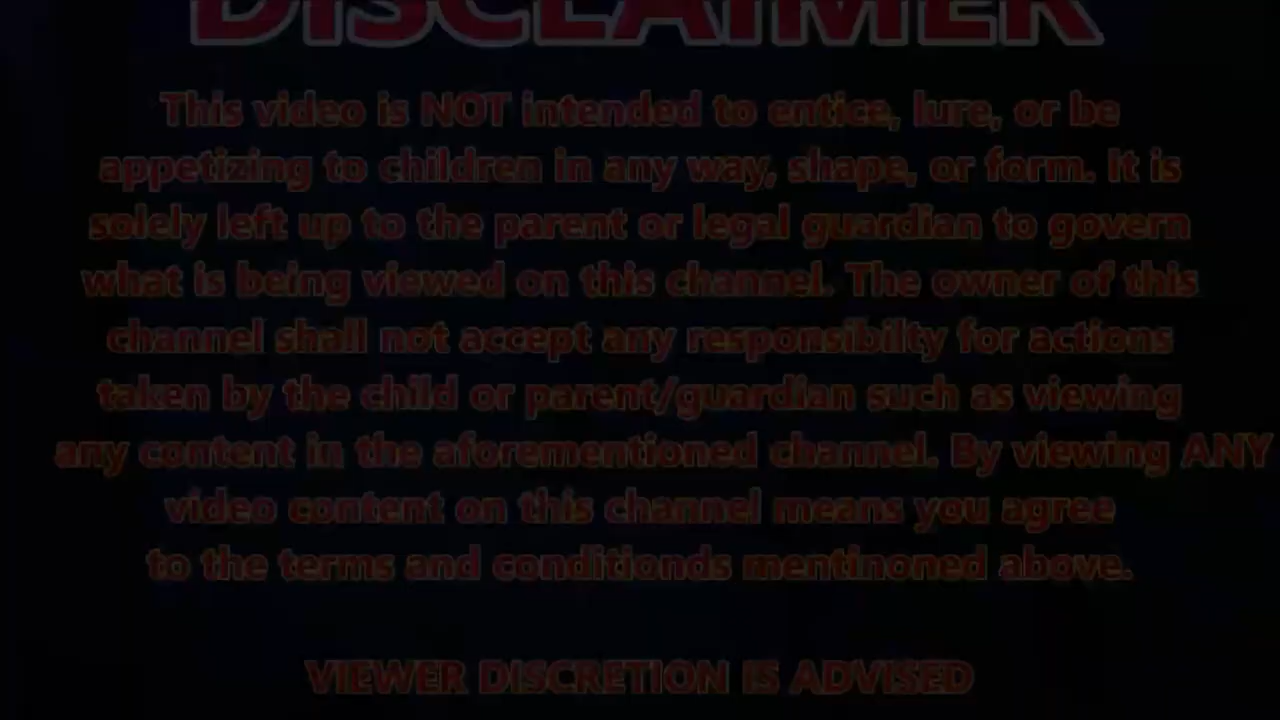 DISCLAIMER
This video is NOT intended to entice, lure, or be
appetizing to children in any way, shape, or form. It is
solely left up to the parent or legal guardian to govern
what is being viewed on this channel. The owner of this
channel shall not accept any responsibilty for actions
taken by the child or parent/guardian such as viewing
any content in the aforementioned channel. By viewing ANY
video content on this channel means you agree
to the terms and conditionds mentinoned above.
VIEWER DISCRETION IS ADVISED